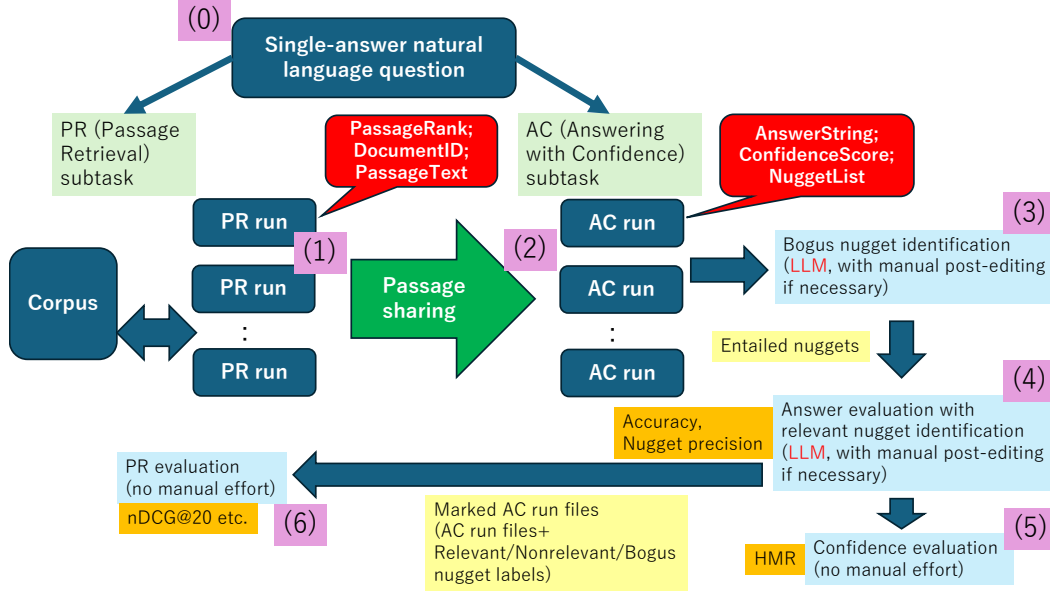 (0)
Single-answer natural
language question
PR (Passage
Retrieval)
subtask
PassageRank;
DocumentID;
PassageText
AC (Answering
with Confidence)
subtask
AnswerString;
ConfidenceScore;
NuggetList
Corpus
PR run
PR run
:
PR run
(1)
Passage
sharing
(2)
AC run
AC run
:
AC run
(3)
Bogus nugget identification
(LLM, with manual post-editing
if necessary)
Entailed nuggets
(4)
Answer evaluation with
relevant nugget identification
(LLM, with manual post-editing
if necessary)
Accuracy,
Nugget precision
(5)
Confidence evaluation
(no manual effort)
HMR
Marked AC run files
(AC run files+
Relevant/Nonrelevant/Bogus
nugget labels)
PR evaluation
(no manual effort)
nDCG@20 etc.
(6)